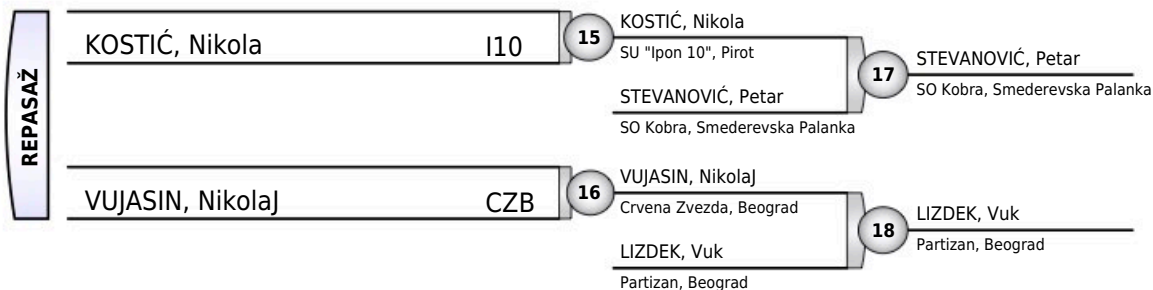 REPASAŽ
KOSTIĆ, Nikola I10
15
KOSTIĆ, Nikola
SU "Ipon 10", Pirot
STEVANOVIĆ, Petar
SO Kobra, Smederevska Palanka
17
STEVANOVIĆ, Petar
SO Kobra, Smederevska Palanka
VUJASIN, NikolaJ CZB
16
VUJASIN, NikolaJ
Crvena Zvezda, Beograd
LIZDEK, Vuk
Partizan, Beograd
18
LIZDEK, Vuk
Partizan, Beograd